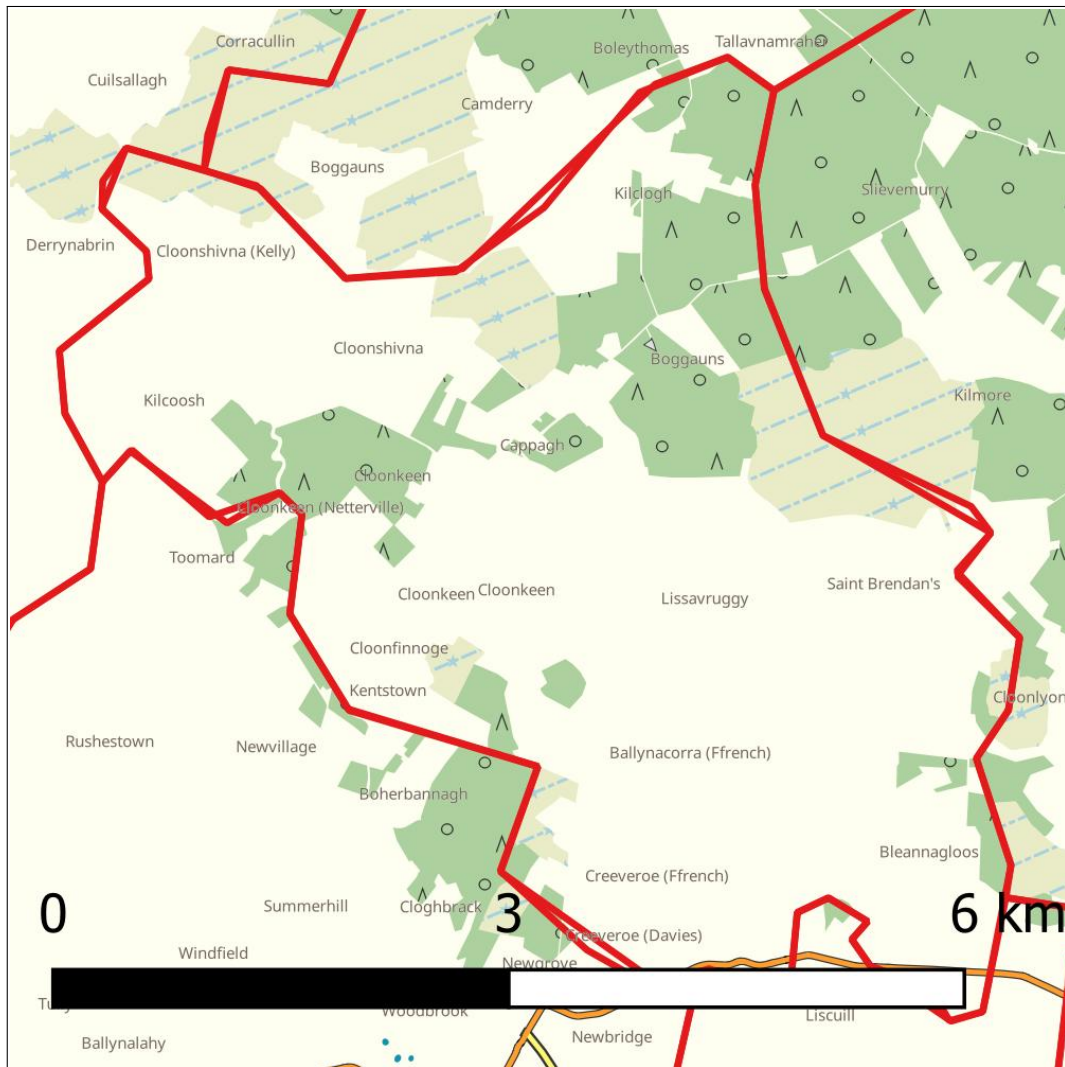 Corracullin
Tallavnamraher
Boleythomas
Cuilsallagh
Camderry
Boggauns
Slievemurry
Kilclogh
Derrynabrin
Cloonshivna (Kelly)
Cloonshivna
Boggauns
Kilmore
Kilcoosh
Cappagh
Cloonkeen
Cloonkeen (Netterville)
Toomard
Saint Brendan's
Cloonkeen
Cloonkeen
Lissavruggy
Cloonfinnoge
Kentstown
Cloonlyon
Rushestown
Newvillage
Ballynacorra (Ffrench)
Boherbannagh
Bleannagloos
Creeveroe (Ffrench)
Summerhill
Cloghbrack
0 3 6 km
Creeveroe (Davies)
Windfield
Newgrove
Woodbrook
Liscuill
Newbridge
Ballynalahy